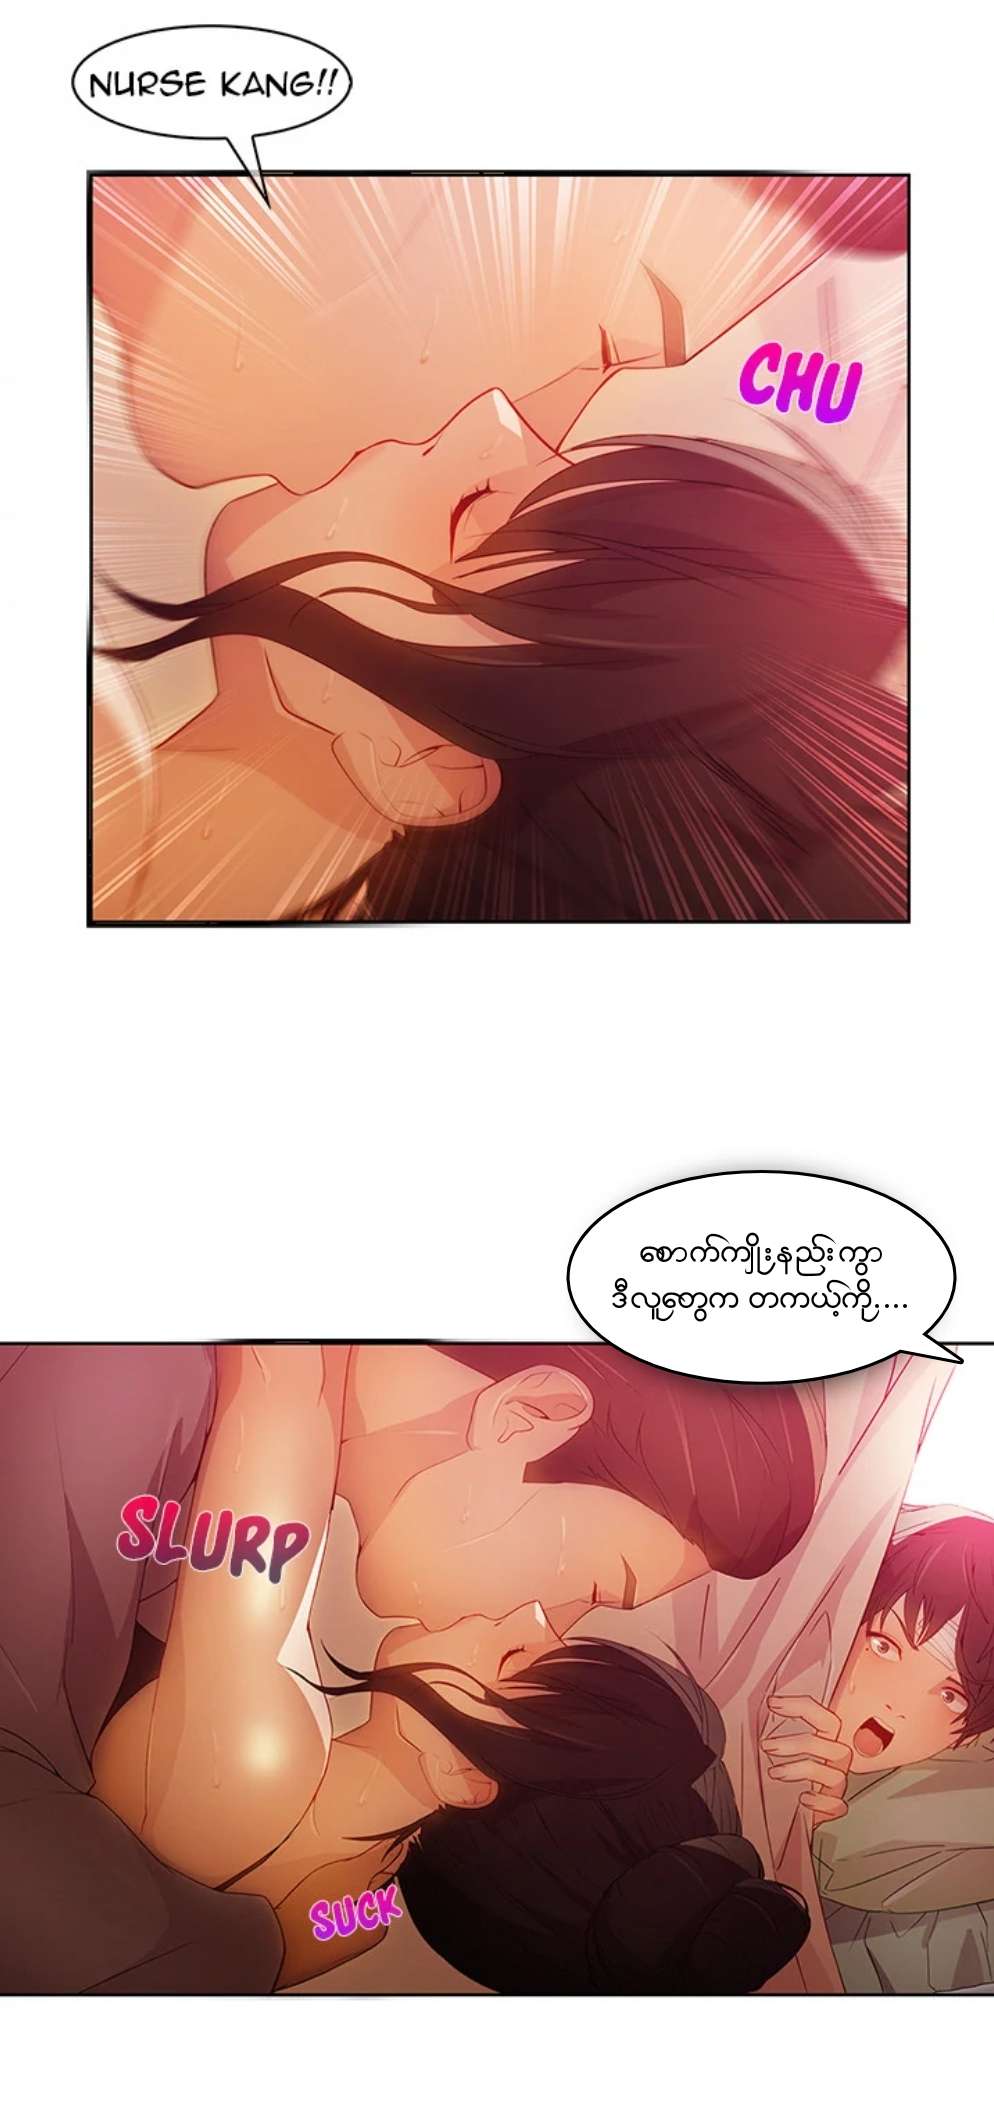 NURSE KANG!!
CHU
စောက်ကျိုးနည်းကွာ
ဒီလူတွေက တကယ့်ကို....
SLURP
SUCK